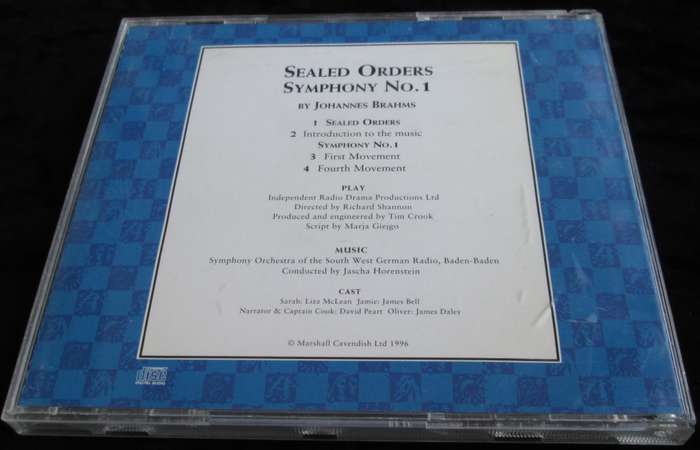 SEALED ORDERS
SYMPHONY NO. 1
BY JOHANNES BRAHMS
1 SEALED ORDERS
2 Introduction to the music
SYMPHONY NO. 1
3 First Movement
4 Fourth Movement
PLAY
Independent Radio Drama Productions Ltd
Directed by Richard Shannon
Produced and engineered by Tim Crook
Script by Marja Giejgo
MUSIC
Symphony Orchestra of the South West German Radio, Baden-Baden
Conducted by Jascha Horenstein
CAST
Sarah: Liza McLean Jamie: James Bell
Narrator & Captain Cook: David Peart Oliver: James Daley
© Marshall Cavendish Ltd 1996
disc
DIGITAL AUDIO